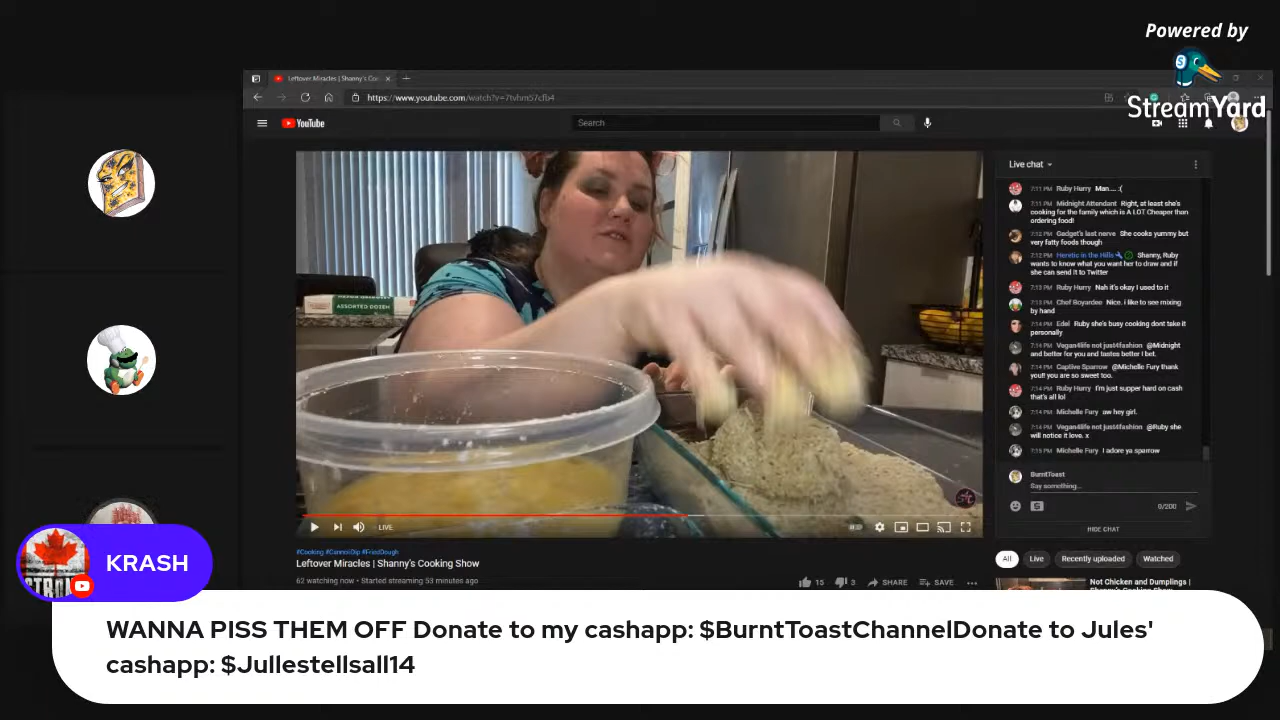 Powered by
StreamYard
Leftover Miracles | Shanny's Coo
https://www.youtube.com/watch?v=7tvhm57cfb4
YouTube
Search
Live chat
7:11 PM Ruby Hurry Man.... :(
7:11 PM Midnight Attendant Right, at least she's
cooking for the family which is A LOT Cheaper than
ordering food!
7:12 PM Gadget's last nerve She cooks yummy but
very fatty foods though
7:12 PM Heretic in the Hills Shanny, Ruby
wants to know what you want her to draw and if
she can send it to Twitter
7:13 PM Ruby Hurry Nah it's okay I used to it
7:13 PM Chef Boyardee Nice. i like to see mixing
by hand
7:14 PM Edel Ruby she's busy cooking dont take it
personally
7:14 PM Vegan4life not just4fashion @Midnight
and better for you and tastes better I bet.
7:14 PM Captive Sparrow @Michelle Fury thank
you!! you are so sweet too.
7:14 PM Ruby Hurry I'm just supper hard on cash
that's all lol
7:14 PM Michelle Fury aw hey girl.
7:14 PM Vegan4life not just4fashion @Ruby she
will notice it love. x
7:15 PM Michelle Fury I adore ya sparrow
BurntToast
Say something...
0/200
HIDE CHAT
ASSORTED DOZEN
LIVE
#Cooking #CannoliDip #FriedDough
Leftover Miracles | Shanny's Cooking Show
62 watching now • Started streaming 53 minutes ago
15
3
SHARE
SAVE
All
Live
Recently uploaded
Watched
Not Chicken and Dumplings |
KRASH
WANNA PISS THEM OFF Donate to my cashapp: $BurntToastChannelDonate to Jules'
cashapp: $Jullestellsall14